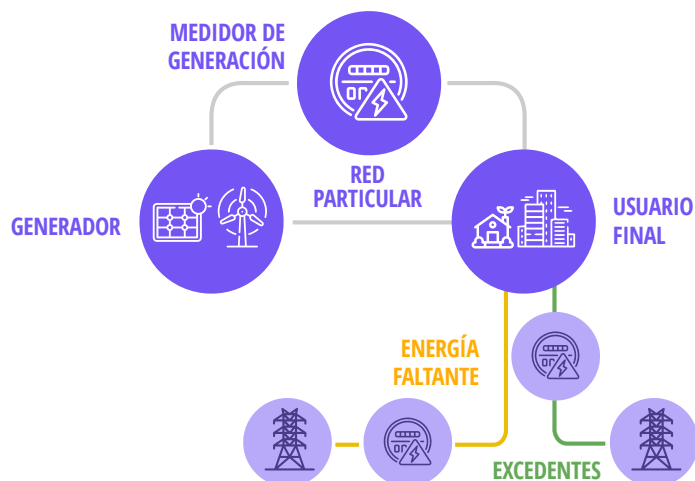 MEDIDOR DE
GENERACIÓN
RED
PARTICULAR
GENERADOR
USUARIO
FINAL
ENERGÍA
FALTANTE
EXCEDENTES